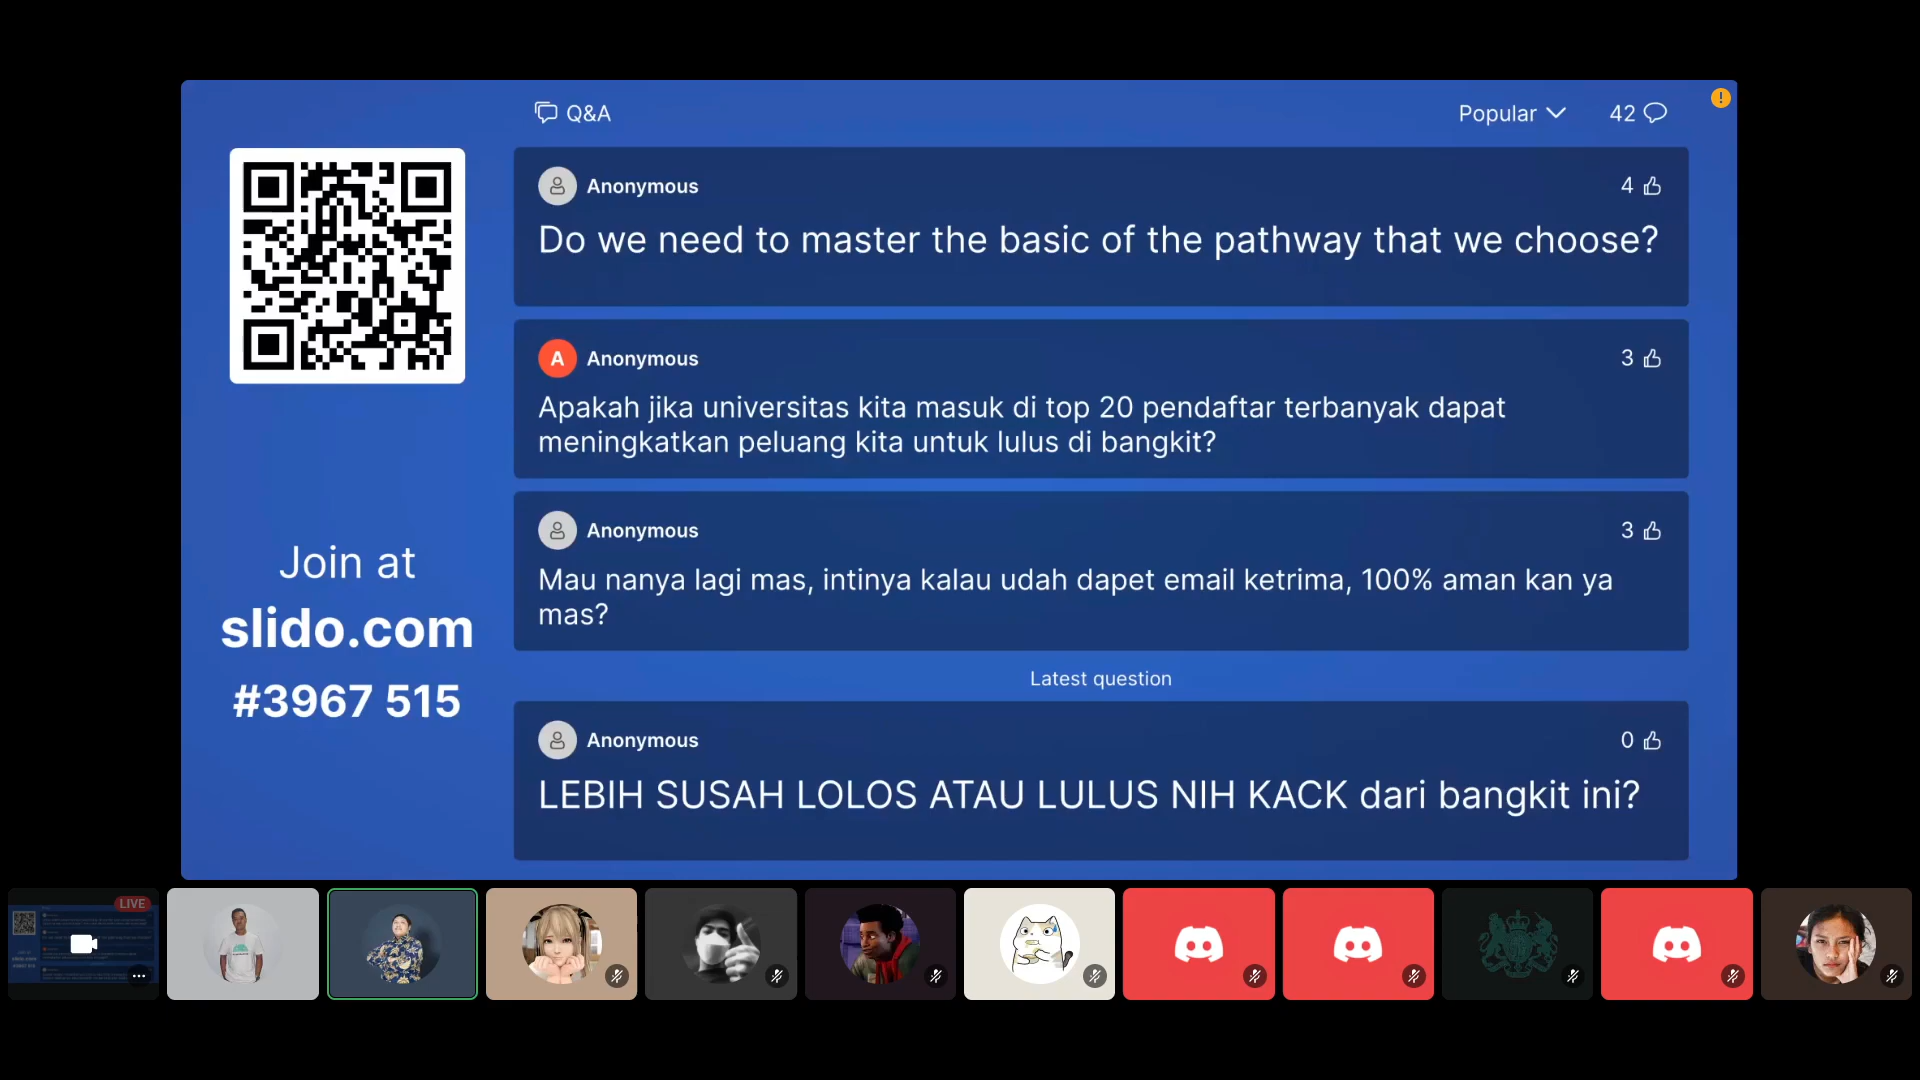 Q&A
Popular
42
Anonymous
4
Do we need to master the basic of the pathway that we choose?
A
Anonymous
3
Apakah jika universitas kita masuk di top 20 pendaftar terbanyak dapat
meningkatkan peluang kita untuk lulus di bangkit?
Anonymous
3
Mau nanya lagi mas, intinya kalau udah dapet email ketrima, 100% aman kan ya
mas?
Latest question
Anonymous
0
LEBIH SUSAH LOLOS ATAU LULUS NIH KACK dari bangkit ini?
Join at
slido.com
#3967 515
LIVE